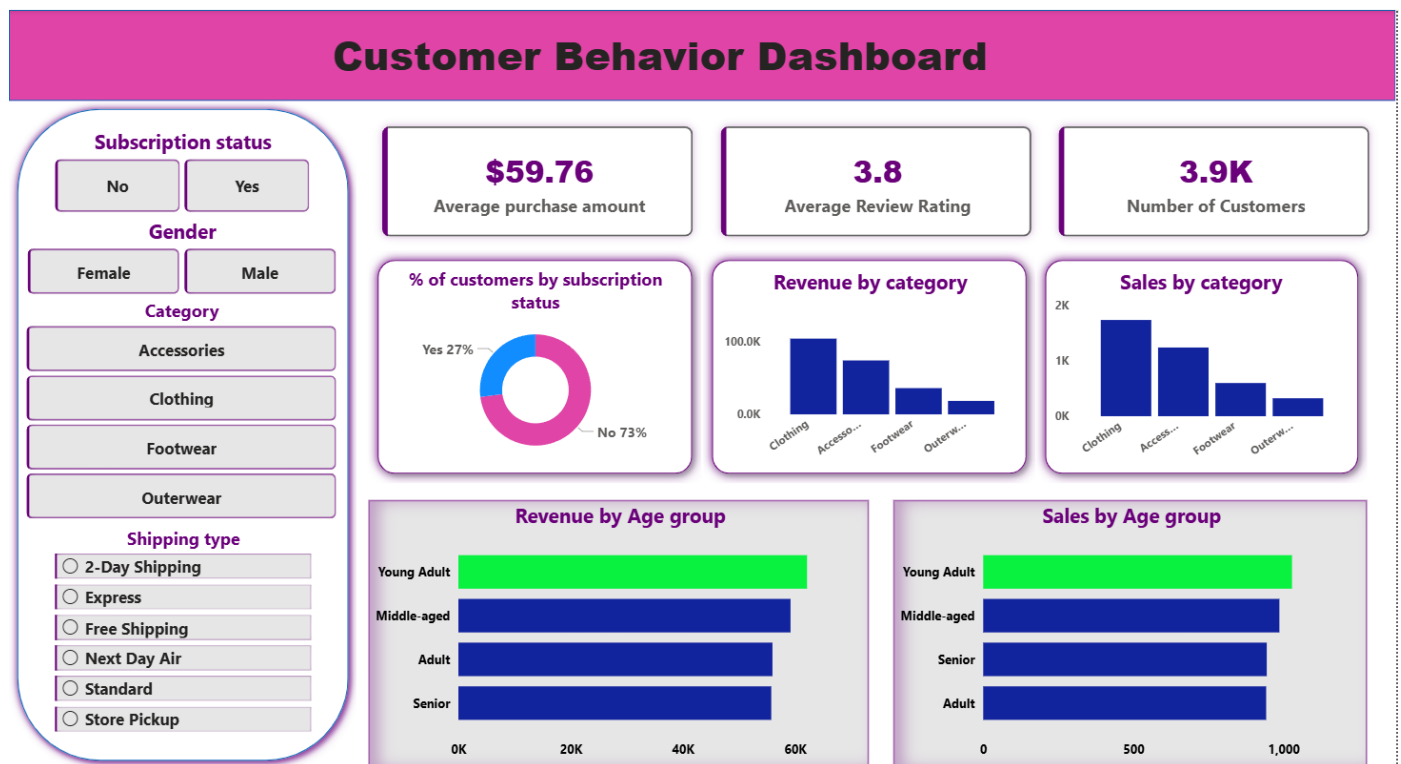 Customer Behavior Dashboard
Subscription status
No
Yes
Gender
Female
Male
Category
Accessories
Clothing
Footwear
Outerwear
Shipping type
2-Day Shipping
Express
Free Shipping
Next Day Air
Standard
Store Pickup
$59.76
Average purchase amount
3.8
Average Review Rating
3.9K
Number of Customers
% of customers by subscription
status
Yes 27%
No 73%
Revenue by category
100.0K
0.0K
Clothing
Accesso...
Footwear
Outerw...
Sales by category
2K
1K
0K
Clothing
Access...
Footwear
Outerw...
Revenue by Age group
Young Adult
Middle-aged
Adult
Senior
0K
20K
40K
60K
Sales by Age group
Young Adult
Middle-aged
Senior
Adult
0
500
1,000